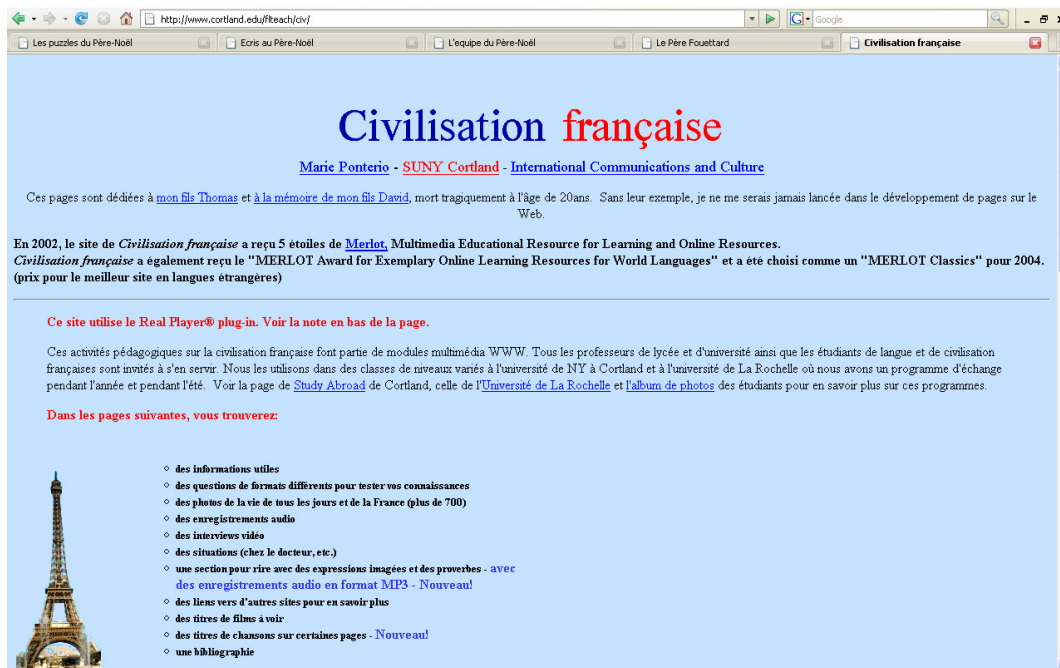 http://www.cortland.edu/flteach/civ/
Google
Les puzzles du Père-Noël
Ecris au Père-Noël
L'equipe du Père-Noël
Le Père Fouettard
Civilisation française
Civilisation française
Marie Ponterio - SUNY Cortland - International Communications and Culture
Ces pages sont dédiées à mon fils Thomas et à la mémoire de mon fils David, mort tragiquement à l'âge de 20ans. Sans leur exemple, je ne me serais jamais lancée dans le développement de pages sur le
Web.
En 2002, le site de Civilisation française a reçu 5 étoiles de Merlot, Multimedia Educational Resource for Learning and Online Resources.
Civilisation française a également reçu le "MERLOT Award for Exemplary Online Learning Resources for World Languages" et a été choisi comme un "MERLOT Classics" pour 2004.
(prix pour le meilleur site en langues étrangères)
Ce site utilise le Real Player® plug-in. Voir la note en bas de la page.
Ces activités pédagogiques sur la civilisation française font partie de modules multimédia WWW. Tous les professeurs de lycée et d'université ainsi que les étudiants de langue et de civilisation
françaises sont invités à s'en servir. Nous les utilisons dans des classes de niveaux variés à l'université de NY à Cortland et à l'université de La Rochelle où nous avons un programme d'échange
pendant l'année et pendant l'été. Voir la page de Study Abroad de Cortland, celle de l'Université de La Rochelle et l'album de photos des étudiants pour en savoir plus sur ces programmes.
Dans les pages suivantes, vous trouverez:
des informations utiles
des questions de formats différents pour tester vos connaissances
des photos de la vie de tous les jours et de la France (plus de 700)
des enregistrements audio
des interviews vidéo
des situations (chez le docteur, etc.)
une section pour rire avec des expressions imagées et des proverbes - avec
des enregistrements audio en format MP3 - Nouveau!
des liens vers d'autres sites pour en savoir plus
des titres de films à voir
des titres de chansons sur certaines pages - Nouveau!
une bibliographie